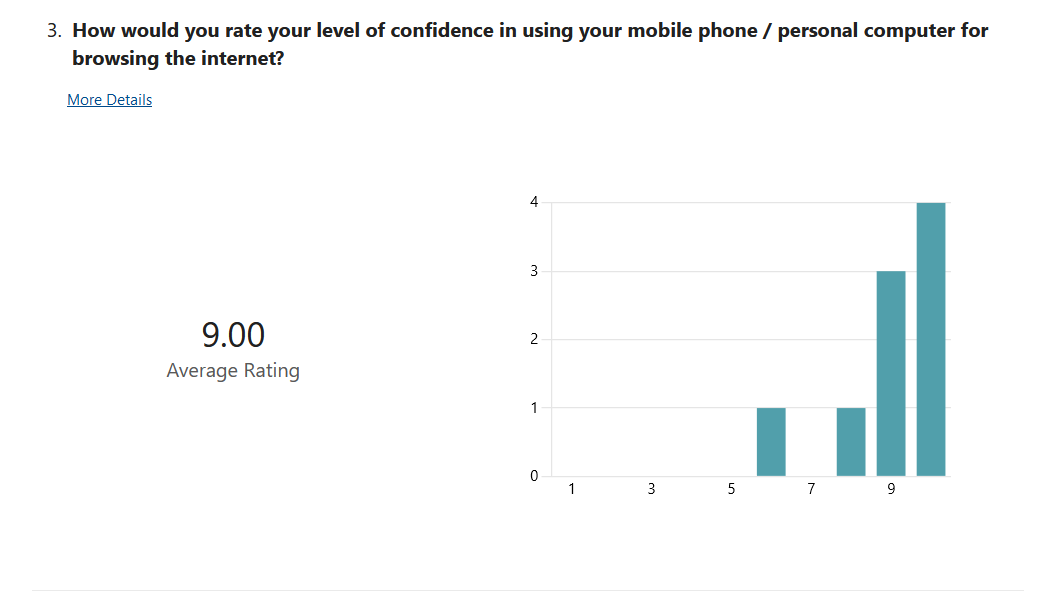 3. How would you rate your level of confidence in using your mobile phone / personal computer for
browsing the internet?
More Details
9.00
Average Rating
4
3
2
1
0
1 3 5 7 9